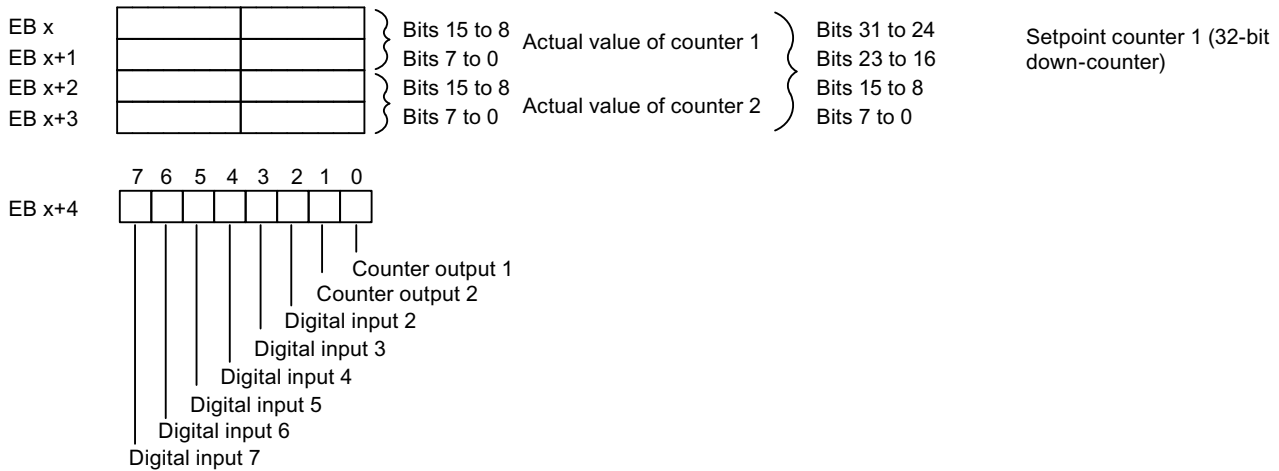 EB x
EB x+1
EB x+2
EB x+3
Bits 15 to 8
Bits 7 to 0
Bits 15 to 8
Bits 7 to 0
Actual value of counter 1
Actual value of counter 2
Bits 31 to 24
Bits 23 to 16
Bits 15 to 8
Bits 7 to 0
Setpoint counter 1 (32-bit
down-counter)
7 6 5 4 3 2 1 0
EB x+4
Counter output 1
Counter output 2
Digital input 2
Digital input 3
Digital input 4
Digital input 5
Digital input 6
Digital input 7